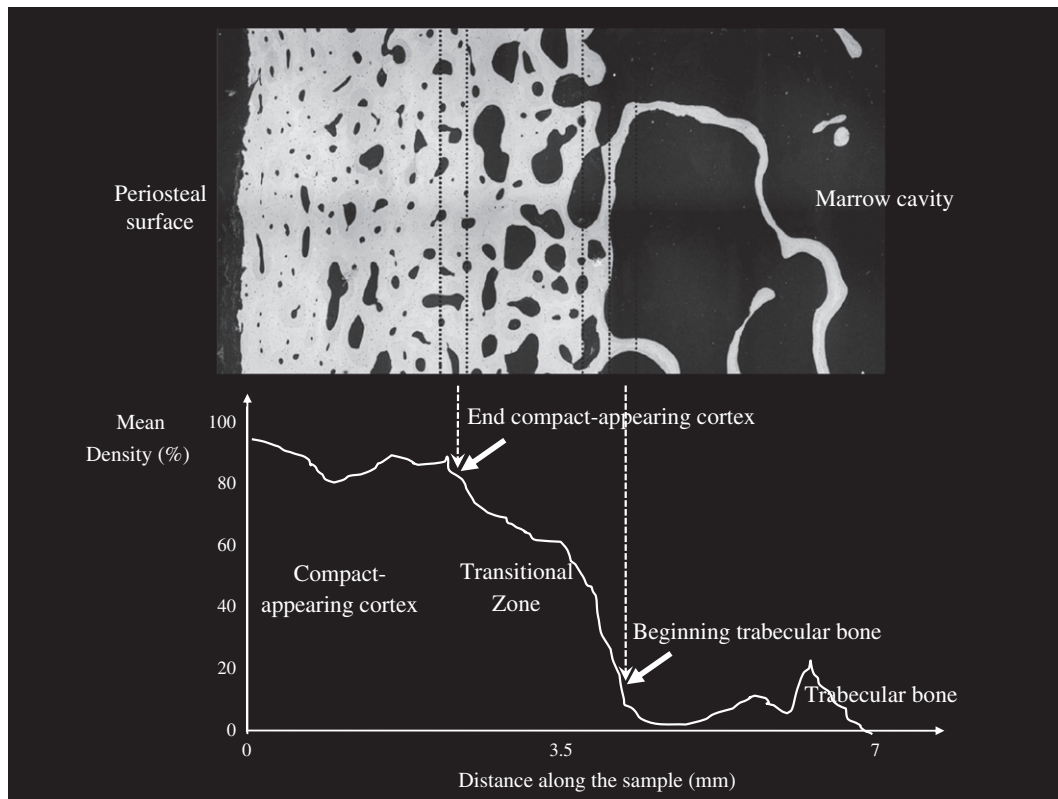 Periosteal
surface
Marrow cavity
Mean
Density (%)
100
80
60
40
20
0
End compact-appearing cortex
Compact-
appearing cortex
Transitional
Zone
Beginning trabecular bone
Trabecular bone
0 3.5 7
Distance along the sample (mm)